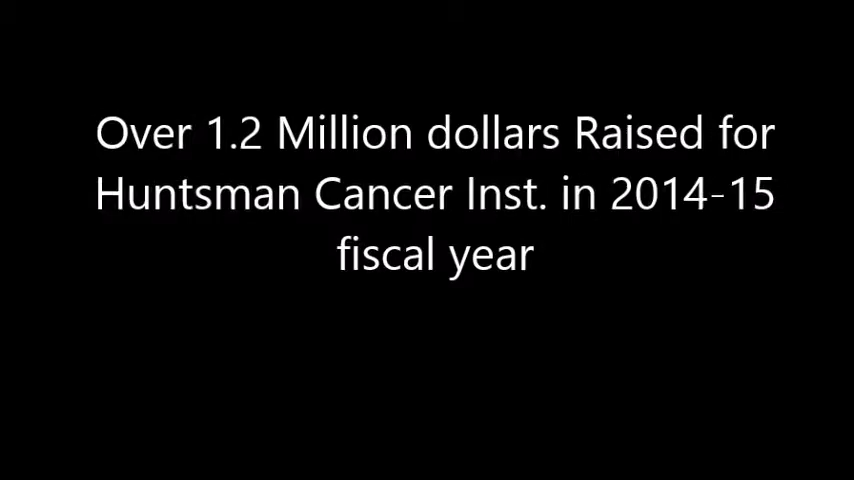 Over 1.2 Million dollars Raised for
Huntsman Cancer Inst. in 2014-15
fiscal year